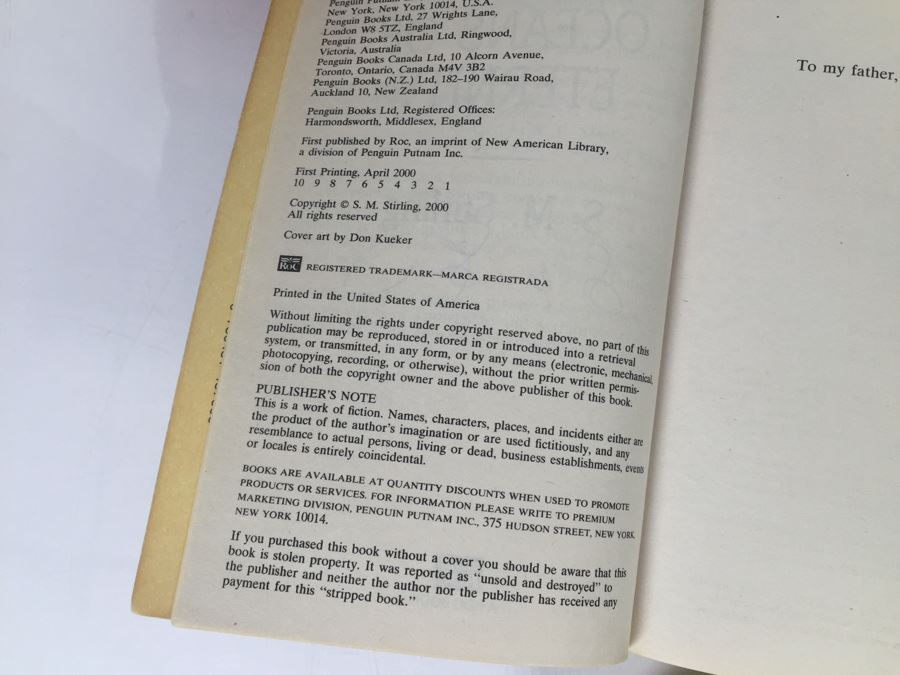 New York, New York 10014, U.S.A.
Penguin Books Ltd, 27 Wrights Lane,
London W8 5TZ, England
Penguin Books Australia Ltd, Ringwood,
Victoria, Australia
Penguin Books Canada Ltd, 10 Alcorn Avenue,
Toronto, Ontario, Canada M4V 3B2
Penguin Books (N.Z.) Ltd, 182–190 Wairau Road,
Auckland 10, New Zealand
Penguin Books Ltd, Registered Offices:
Harmondsworth, Middlesex, England
First published by Roc, an imprint of New American Library,
a division of Penguin Putnam Inc.
First Printing, April 2000
10 9 8 7 6 5 4 3 2 1
Copyright © S. M. Stirling, 2000
All rights reserved
Cover art by Don Kueker
ROC REGISTERED TRADEMARK—MARCA REGISTRADA
Printed in the United States of America
Without limiting the rights under copyright reserved above, no part of this
publication may be reproduced, stored in or introduced into a retrieval
system, or transmitted, in any form, or by any means (electronic, mechanical,
photocopying, recording, or otherwise), without the prior written permis-
sion of both the copyright owner and the above publisher of this book.
PUBLISHER'S NOTE
This is a work of fiction. Names, characters, places, and incidents either are
the product of the author's imagination or are used fictitiously, and any
resemblance to actual persons, living or dead, business establishments, events
or locales is entirely coincidental.
BOOKS ARE AVAILABLE AT QUANTITY DISCOUNTS WHEN USED TO PROMOTE
PRODUCTS OR SERVICES. FOR INFORMATION PLEASE WRITE TO PREMIUM
MARKETING DIVISION, PENGUIN PUTNAM INC., 375 HUDSON STREET, NEW YORK
NEW YORK 10014.
If you purchased this book without a cover you should be aware that this
book is stolen property. It was reported as "unsold and destroyed" to
the publisher and neither the author nor the publisher has received any
payment for this "stripped book."
To my father,